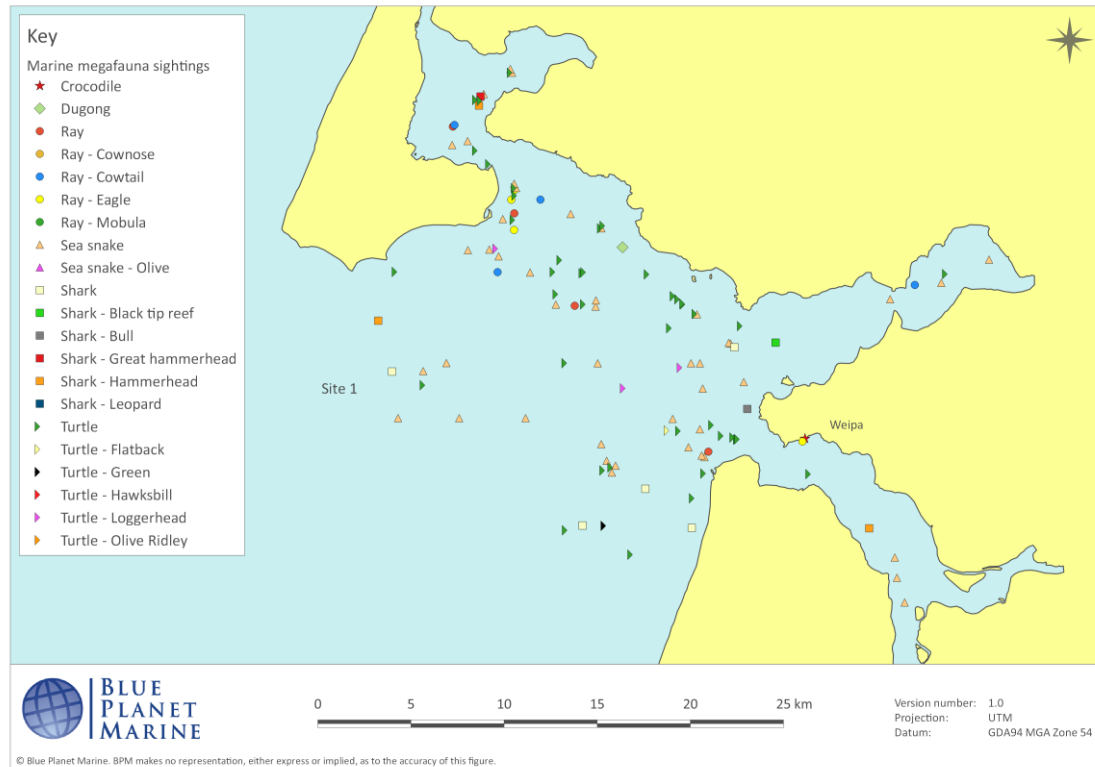 Key
Marine megafauna sightings
Crocodile
Dugong
Ray
Ray - Cownose
Ray - Cowtail
Ray - Eagle
Ray - Mobula
Sea snake
Sea snake - Olive
Shark
Shark - Black tip reef
Shark - Bull
Shark - Great hammerhead
Shark - Hammerhead
Shark - Leopard
Turtle
Turtle - Flatback
Turtle - Green
Turtle - Hawksbill
Turtle - Loggerhead
Turtle - Olive Ridley
Site 1
Weipa
BLUE
PLANET
MARINE
0 5 10 15 20 25 km
Version number: 1.0
Projection: UTM
Datum: GDA94 MGA Zone 54
© Blue Planet Marine. BPM makes no representation, either express or implied, as to the accuracy of this figure.